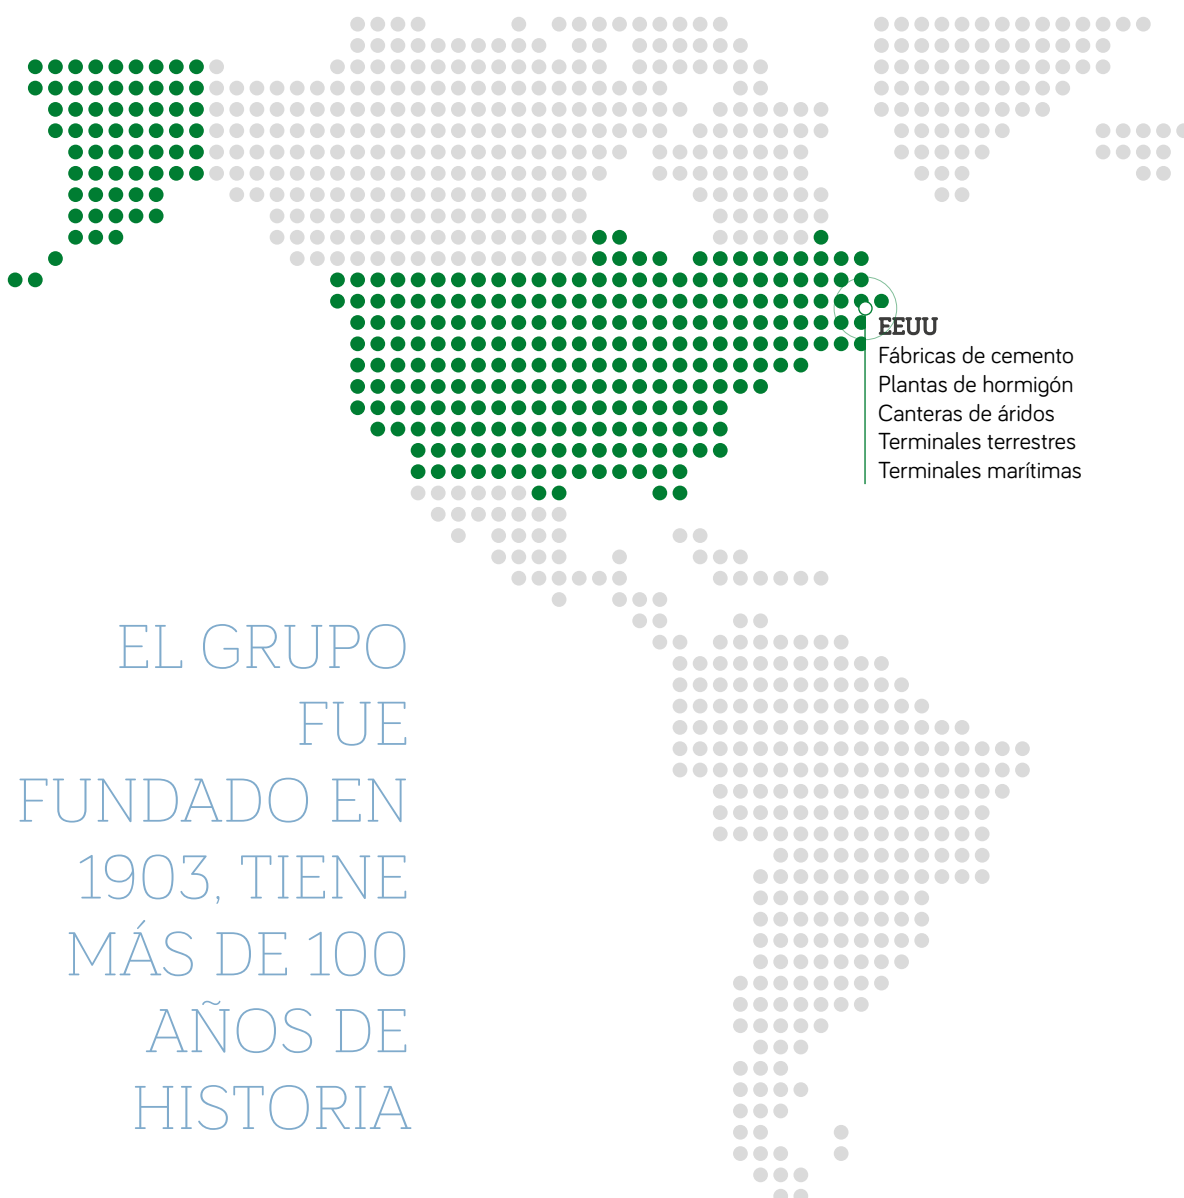 EEUU
Fábricas de cemento
Plantas de hormigón
Canteras de áridos
Terminales terrestres
Terminales marítimas
EL GRUPO
FUE
FUNDADO EN
1903, TIENE
MÁS DE 100
AÑOS DE
HISTORIA